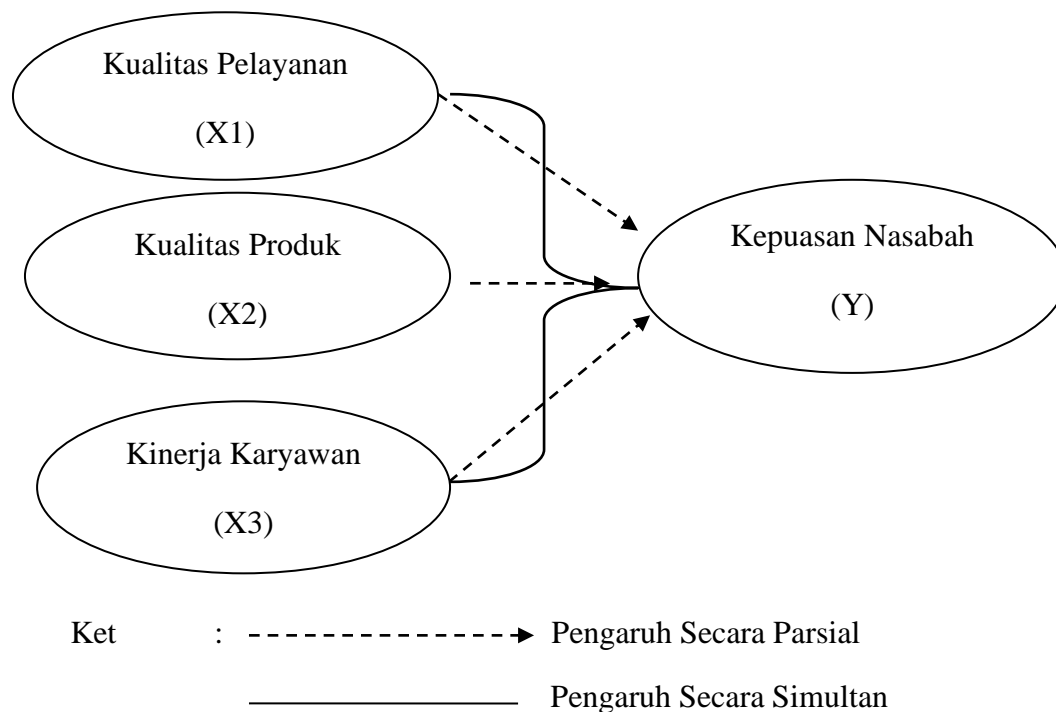 Kualitas Pelayanan
(X1)
Kualitas Produk
(X2)
Kepuasan Nasabah
(Y)
Kinerja Karyawan
(X3)
Ket : Pengaruh Secara Parsial
Pengaruh Secara Simultan